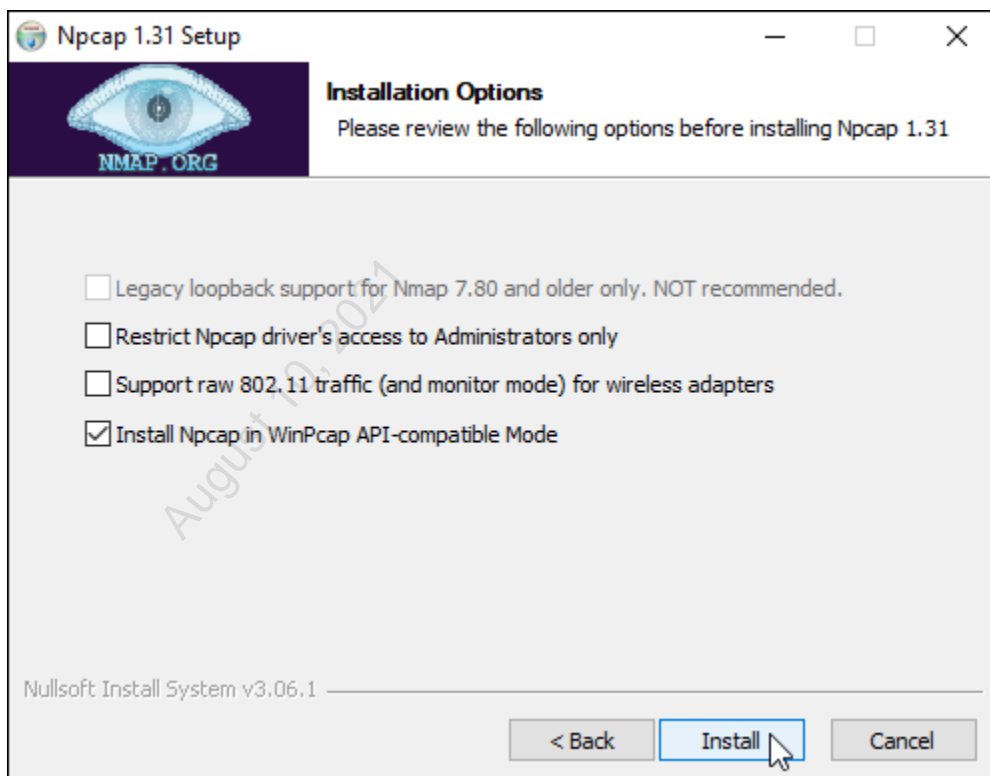 Npcap 1.31 Setup
NMAP.ORG
Installation Options
Please review the following options before installing Npcap 1.31
Legacy loopback support for Nmap 7.80 and older only. NOT recommended.
Restrict Npcap driver's access to Administrators only
Support raw 802.11 traffic (and monitor mode) for wireless adapters
Install Npcap in WinPcap API-compatible Mode
August 10, 2021
Nullsoft Install System v3.06.1
< Back
Install
Cancel